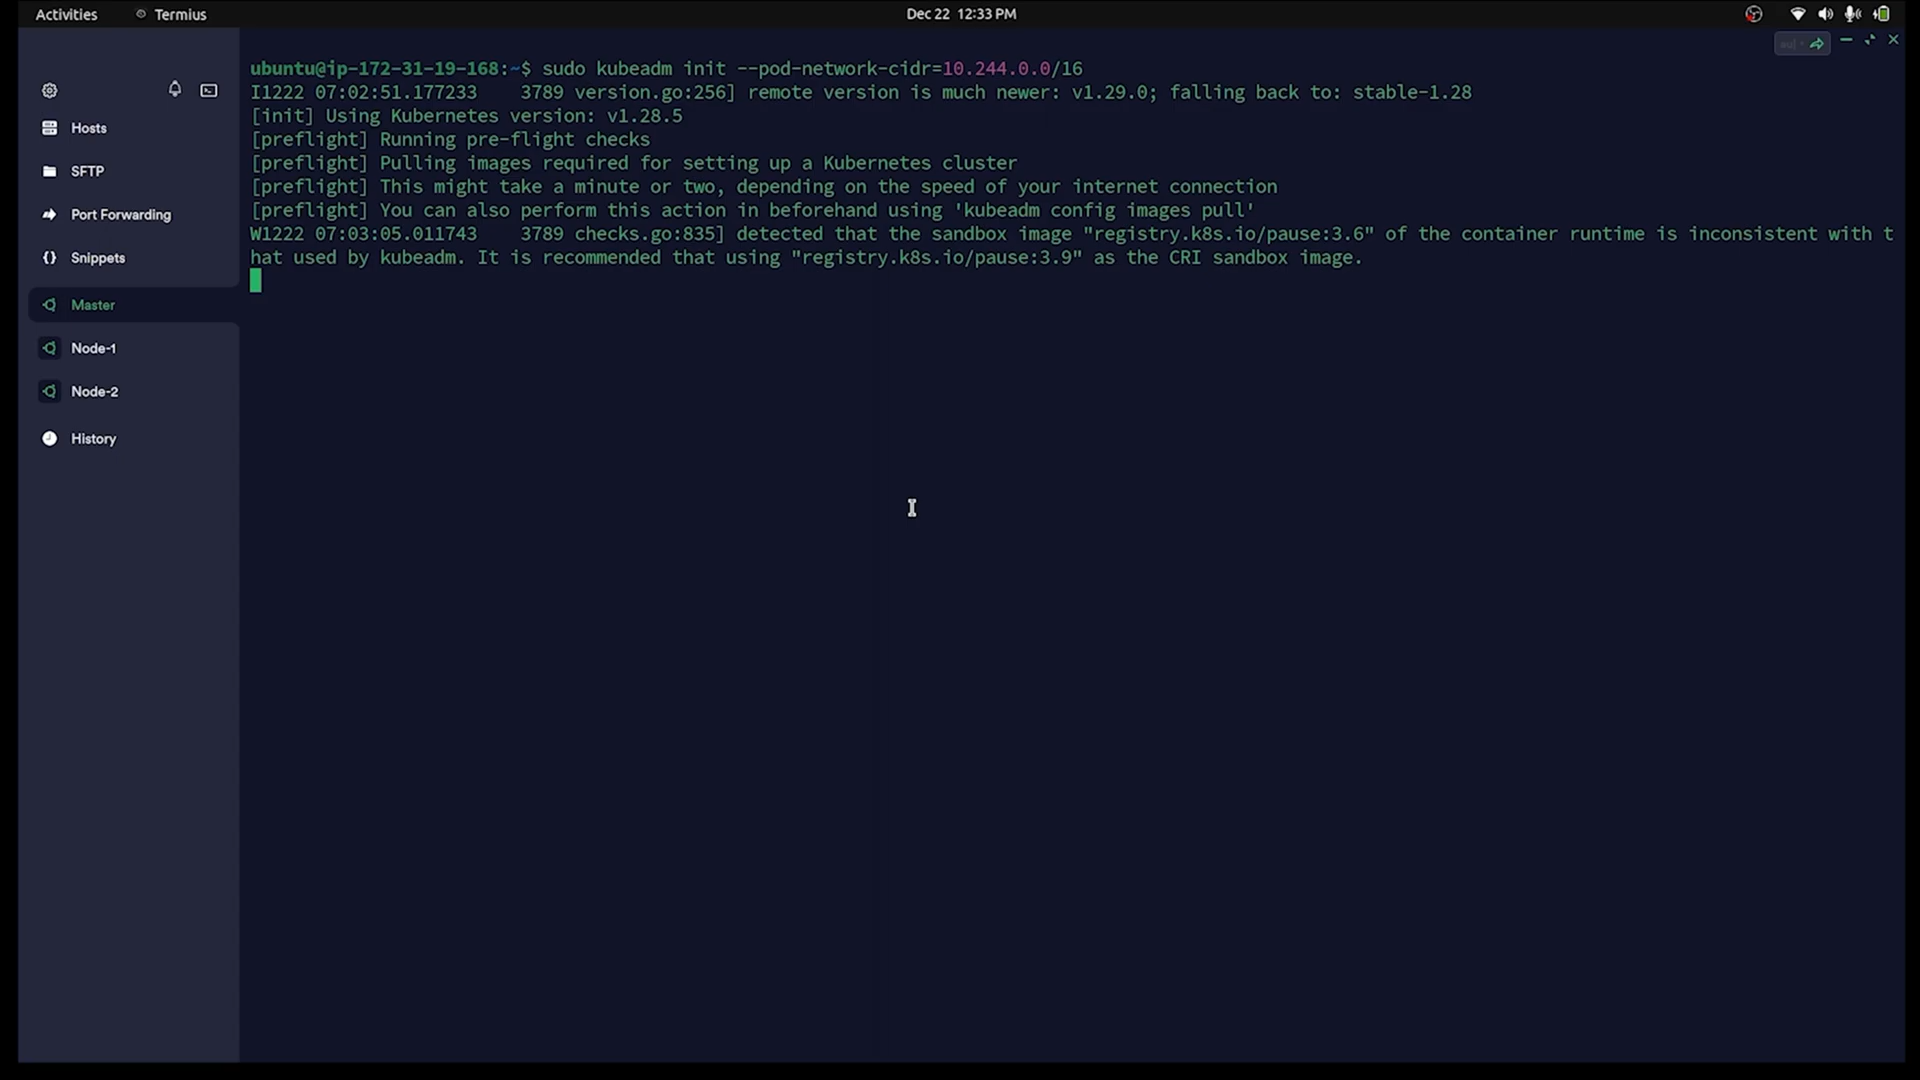 Activities
Termius
Dec 22 12:33 PM
Hosts
SFTP
Port Forwarding
Snippets
Master
Node-1
Node-2
History
ubuntu@ip-172-31-19-168:~$ sudo kubeadm init --pod-network-cidr=10.244.0.0/16
I1222 07:02:51.177233    3789 version.go:256] remote version is much newer: v1.29.0; falling back to: stable-1.28
[init] Using Kubernetes version: v1.28.5
[preflight] Running pre-flight checks
[preflight] Pulling images required for setting up a Kubernetes cluster
[preflight] This might take a minute or two, depending on the speed of your internet connection
[preflight] You can also perform this action in beforehand using 'kubeadm config images pull'
W1222 07:03:05.011743    3789 checks.go:835] detected that the sandbox image "registry.k8s.io/pause:3.6" of the container runtime is inconsistent with t
hat used by kubeadm. It is recommended that using "registry.k8s.io/pause:3.9" as the CRI sandbox image.